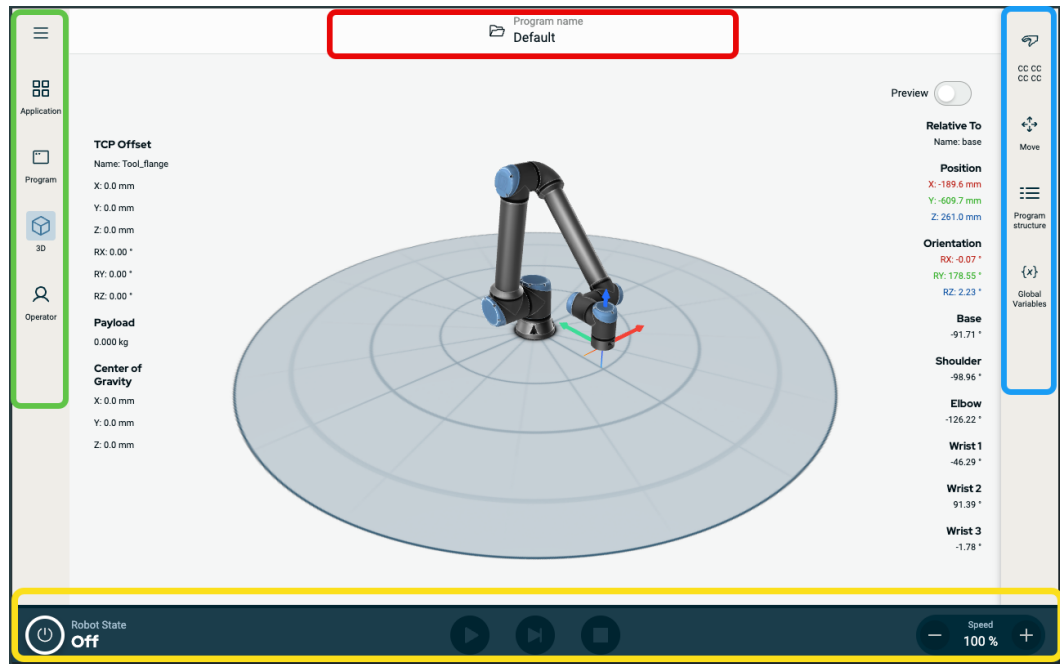 Program name
Default
Application
Program
3D
Operator
TCP Offset
Name: Tool_flange
X: 0.0 mm
Y: 0.0 mm
Z: 0.0 mm
RX: 0.00 °
RY: 0.00 °
RZ: 0.00 °
Payload
0.000 kg
Center of
Gravity
X: 0.0 mm
Y: 0.0 mm
Z: 0.0 mm
Preview
Relative To
Name: base
Position
X: -189.6 mm
Y: -609.7 mm
Z: 261.0 mm
Orientation
RX: -0.07 °
RY: 178.55 °
RZ: 2.23 °
Base
-91.71 °
Shoulder
-98.96 °
Elbow
-126.22 °
Wrist 1
-46.29 °
Wrist 2
91.39 °
Wrist 3
-1.78 °
CC CC
CC CC
Move
Program
structure
{x}
Global
Variables
Robot State
Off
Speed
100 %